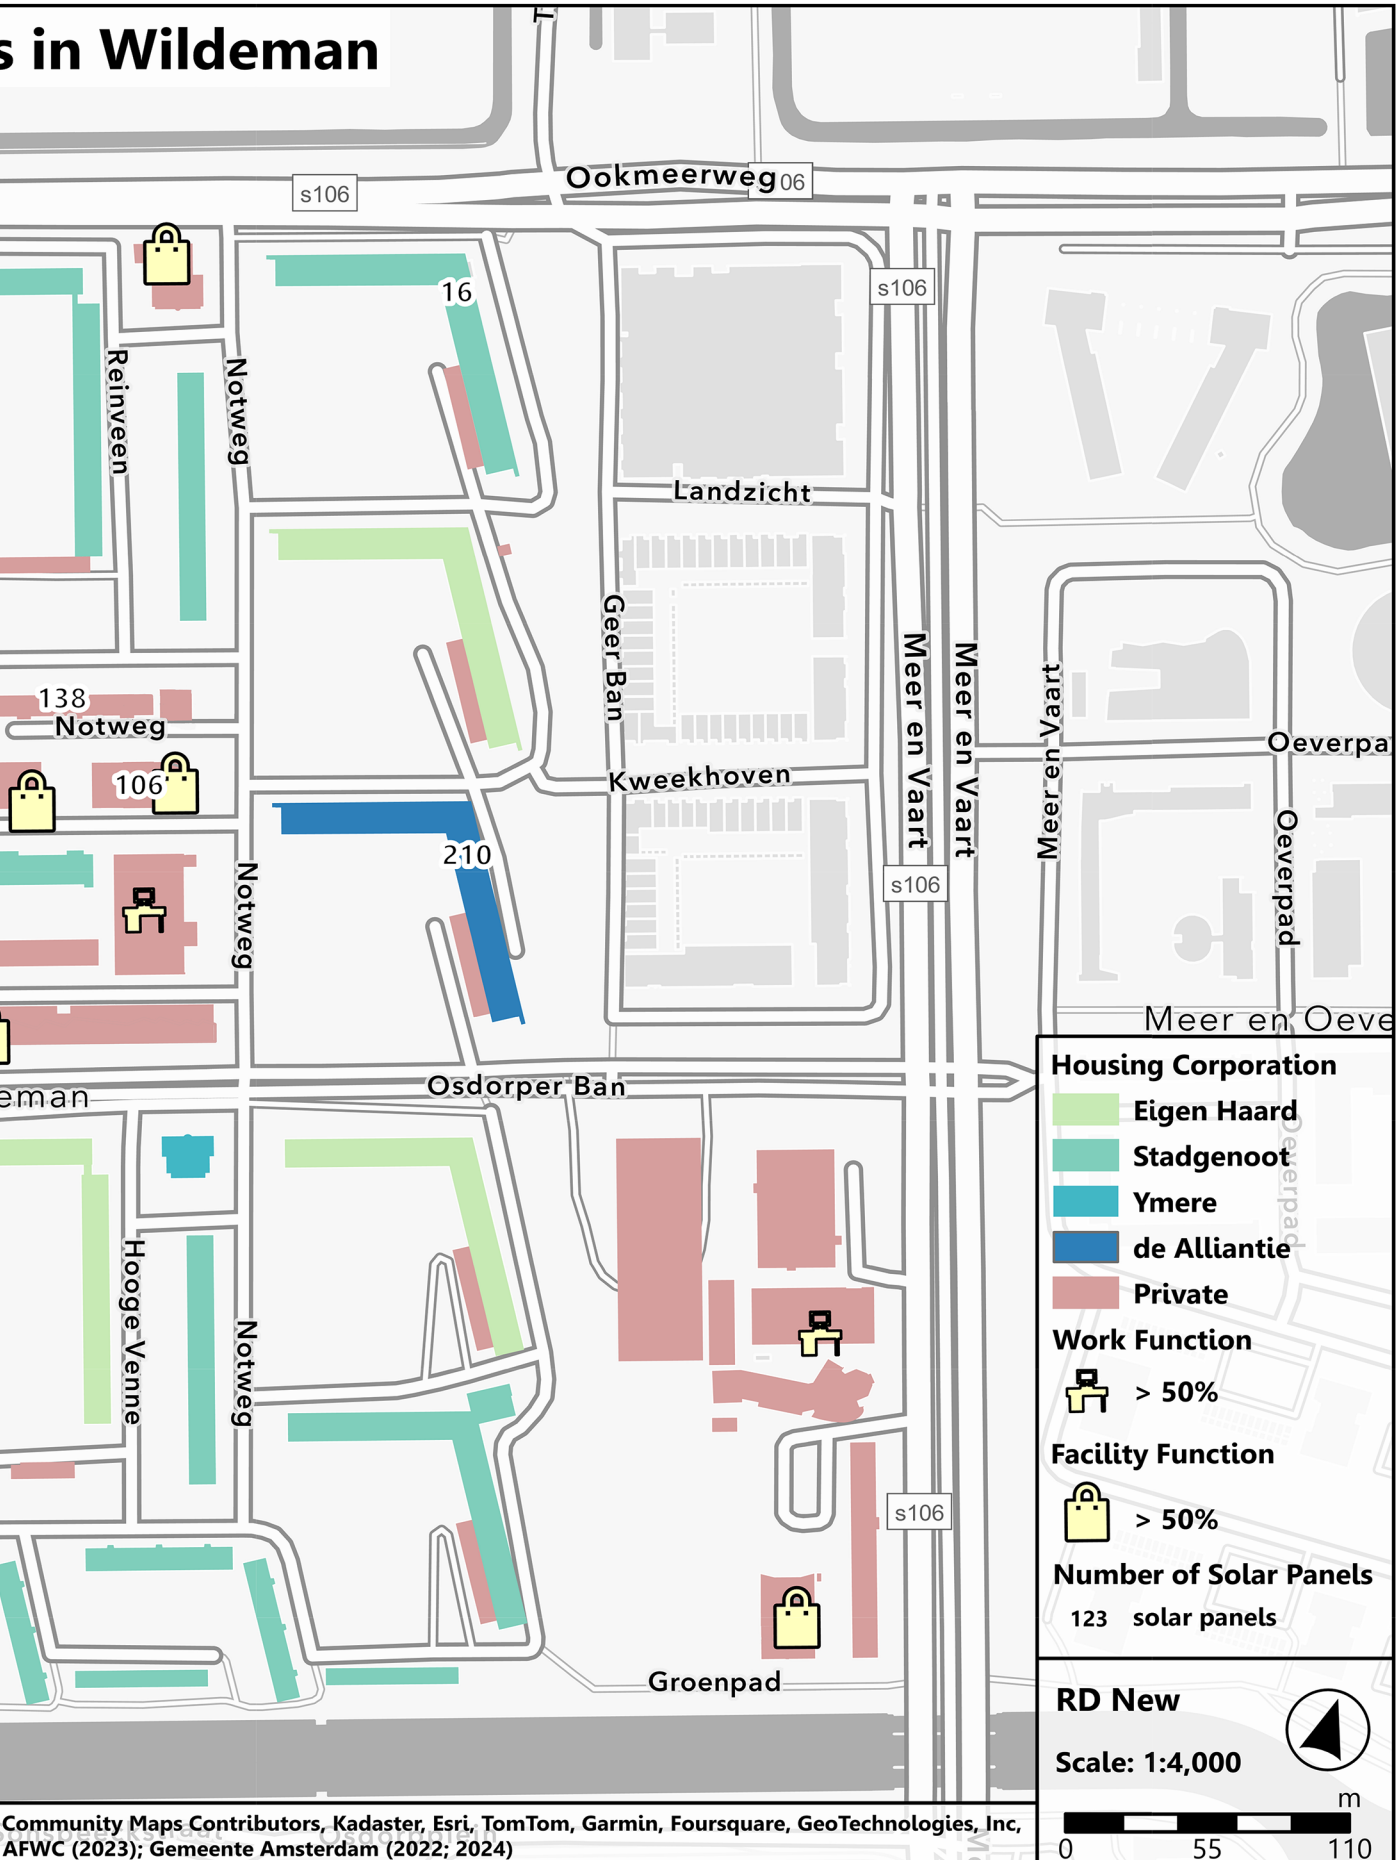 s in Wildeman
T
Ookmeerweg
s106
06
s106
16
Reinveen
Notweg
Landzicht
Geer Ban
Meer en Vaart
Meer en Vaart
Meer en Vaart
138
Notweg
Oeverpa
106
Kweekhoven
Oeverpad
210
Notweg
s106
Meer en Oeve
eman
Osdorper Ban
Hooge Venne
Notweg
s106
Groenpad
Housing Corporation
Eigen Haard
Stadgenoot
Oeverpad
Ymere
de Alliantie
Private
Work Function
> 50%
Facility Function
> 50%
Number of Solar Panels
123 solar panels
RD New
Scale: 1:4,000
m
0 55 110
Community Maps Contributors, Kadaster, Esri, TomTom, Garmin, Foursquare, GeoTechnologies, Inc,
Osdorpplein
AFWC (2023); Gemeente Amsterdam (2022; 2024)